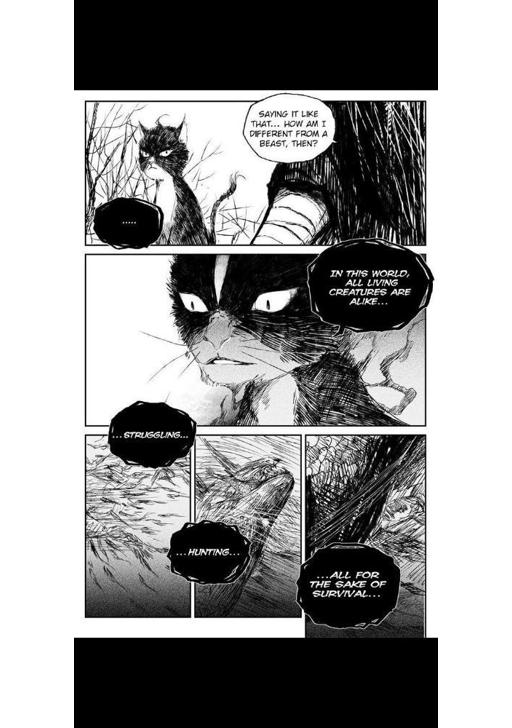 SAYING IT LIKE
THAT... HOW AM I
DIFFERENT FROM A
BEAST, THEN?
.....
IN THIS WORLD,
ALL LIVING
CREATURES ARE
ALIKE...
...STRUGGLING...
...HUNTING...
...ALL FOR
THE SAKE OF
SURVIVAL...